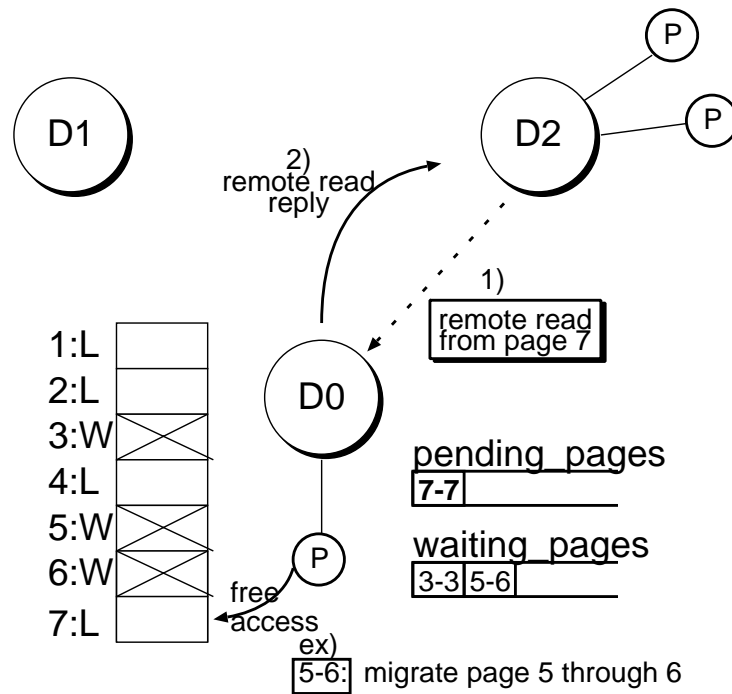 P
D1
D2
P
2)
remote read
reply
1)
remote read
from page 7
1:L
2:L
3:W
4:L
5:W
6:W
7:L
D0
pending_pages
7-7
waiting_pages
3-3 5-6
P
free
access
ex)
5-6: migrate page 5 through 6